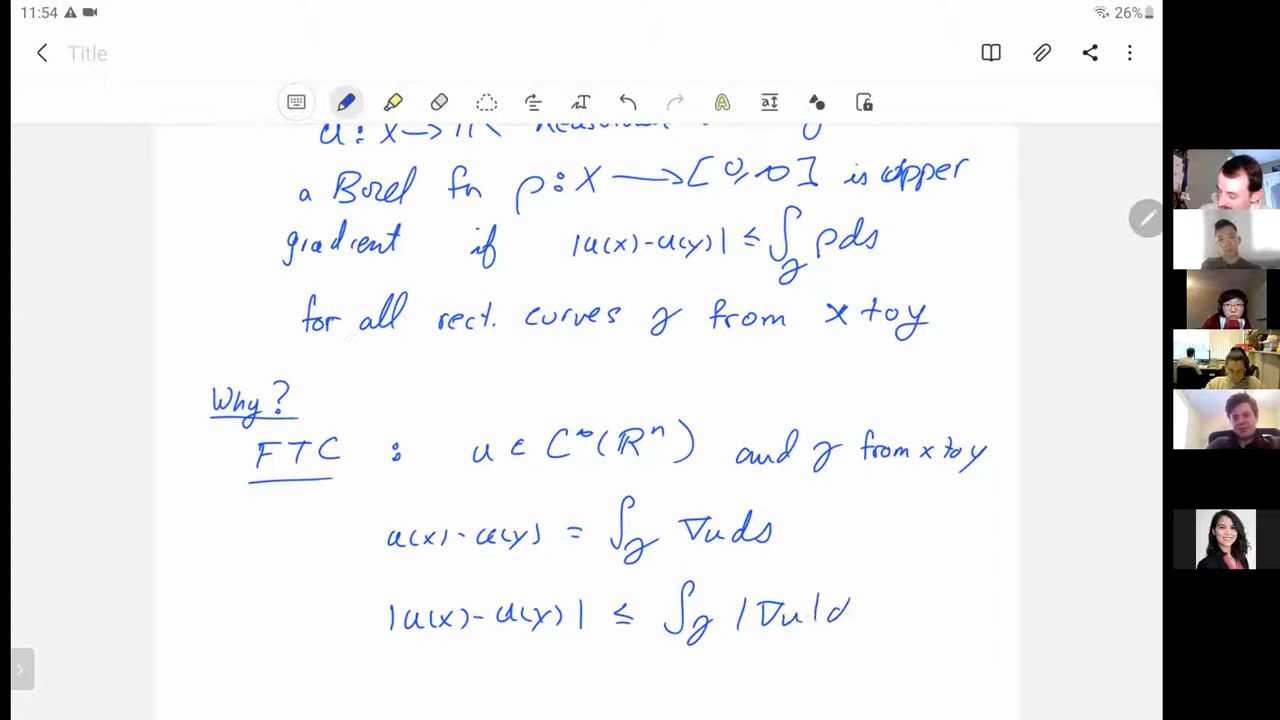 11:54
26%
Title
u : X → ℝ
a Borel fn ρ : X ⟶ [0,∞] is upper
gradient if |u(x)-u(y)| ≤ ∫_γ ρ ds
for all rect. curves γ from x to y
Why?
FTC : u ∈ C^∞(ℝ^n) and γ from x to y
u(x) - u(y) = ∫_γ ∇u ds
|u(x) - u(y)| ≤ ∫_γ |∇u| d